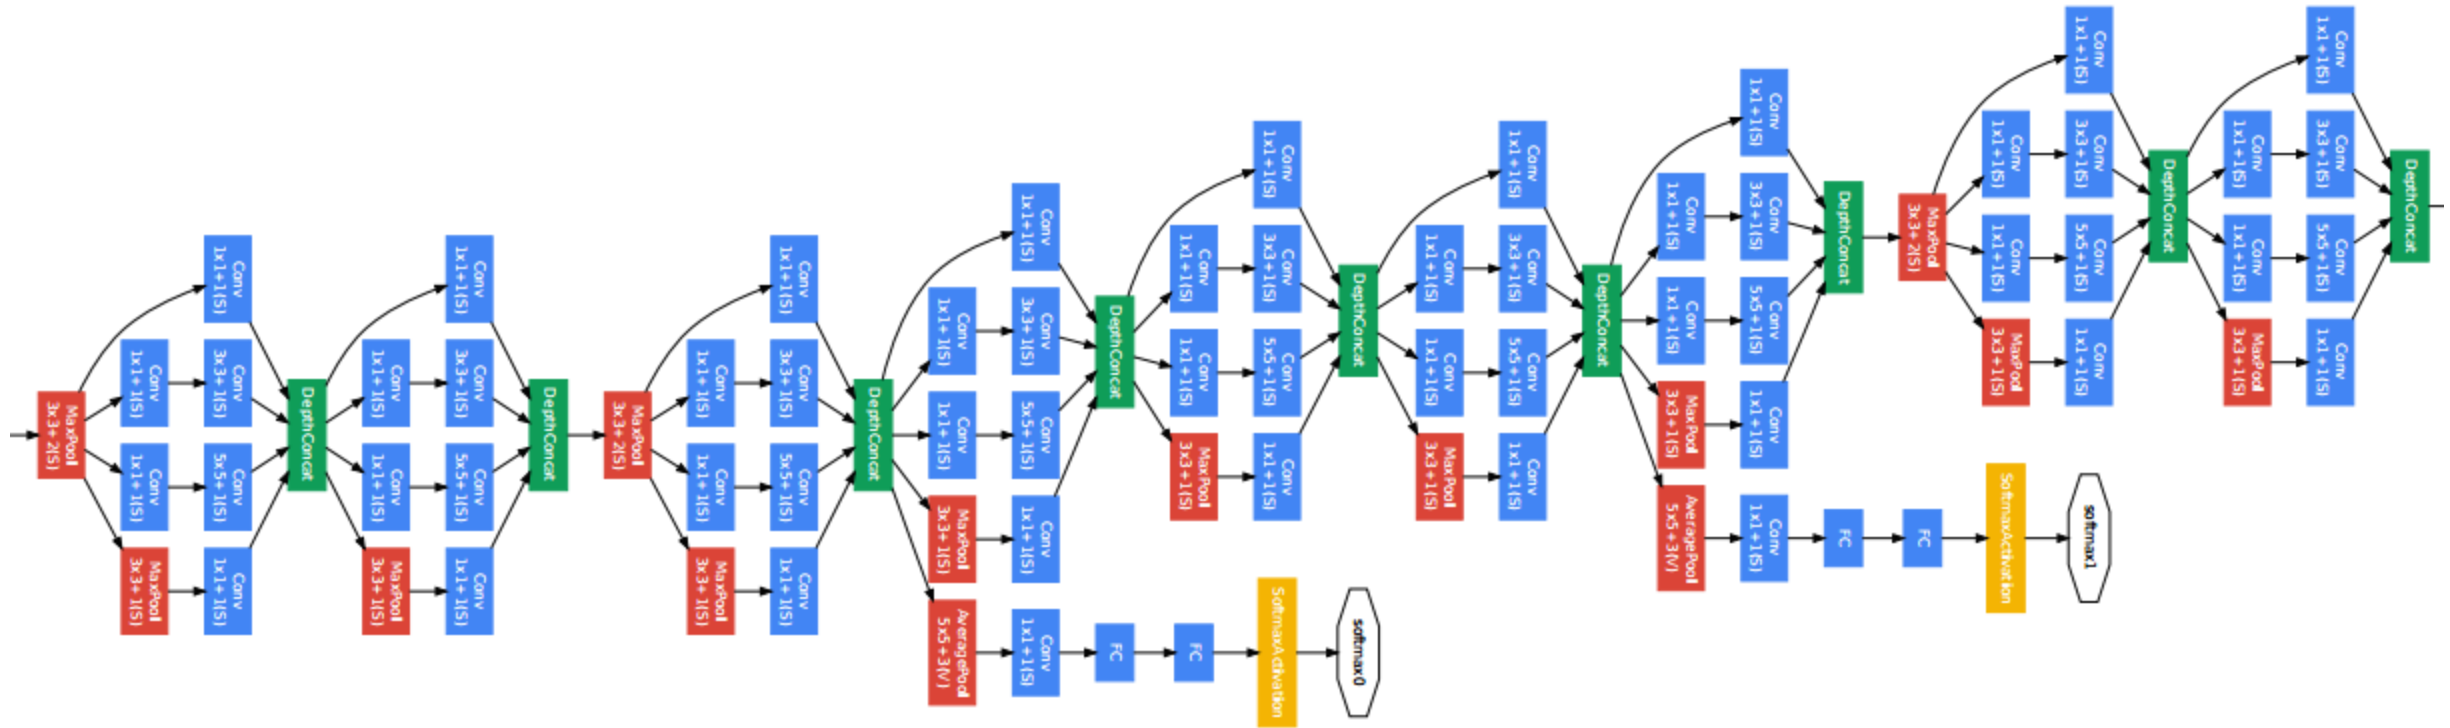 MaxPool
3x3+2(S)
Conv
1x1+1(S)
Conv
1x1+1(S)
MaxPool
3x3+1(S)
Conv
1x1+1(S)
Conv
3x3+1(S)
Conv
5x5+1(S)
Conv
1x1+1(S)
DepthConcat
Conv
1x1+1(S)
Conv
1x1+1(S)
MaxPool
3x3+1(S)
Conv
1x1+1(S)
Conv
3x3+1(S)
Conv
5x5+1(S)
Conv
1x1+1(S)
DepthConcat
MaxPool
3x3+2(S)
Conv
1x1+1(S)
Conv
1x1+1(S)
MaxPool
3x3+1(S)
Conv
1x1+1(S)
Conv
3x3+1(S)
Conv
5x5+1(S)
Conv
1x1+1(S)
DepthConcat
Conv
1x1+1(S)
Conv
1x1+1(S)
MaxPool
3x3+1(S)
AveragePool
5x5+3(V)
Conv
1x1+1(S)
Conv
3x3+1(S)
Conv
5x5+1(S)
Conv
1x1+1(S)
Conv
1x1+1(S)
DepthConcat
FC
Conv
1x1+1(S)
Conv
1x1+1(S)
MaxPool
3x3+1(S)
FC
Conv
1x1+1(S)
Conv
3x3+1(S)
Conv
5x5+1(S)
Conv
1x1+1(S)
SoftmaxActivation
DepthConcat
softmax0
Conv
1x1+1(S)
Conv
1x1+1(S)
MaxPool
3x3+1(S)
Conv
1x1+1(S)
Conv
3x3+1(S)
Conv
5x5+1(S)
Conv
1x1+1(S)
DepthConcat
Conv
1x1+1(S)
Conv
1x1+1(S)
MaxPool
3x3+1(S)
AveragePool
5x5+3(V)
Conv
1x1+1(S)
Conv
3x3+1(S)
Conv
5x5+1(S)
Conv
1x1+1(S)
Conv
1x1+1(S)
DepthConcat
FC
MaxPool
3x3+2(S)
FC
Conv
1x1+1(S)
Conv
1x1+1(S)
MaxPool
3x3+1(S)
SoftmaxActivation
Conv
1x1+1(S)
Conv
3x3+1(S)
Conv
5x5+1(S)
Conv
1x1+1(S)
softmax1
DepthConcat
Conv
1x1+1(S)
Conv
1x1+1(S)
MaxPool
3x3+1(S)
Conv
1x1+1(S)
Conv
3x3+1(S)
Conv
5x5+1(S)
Conv
1x1+1(S)
DepthConcat